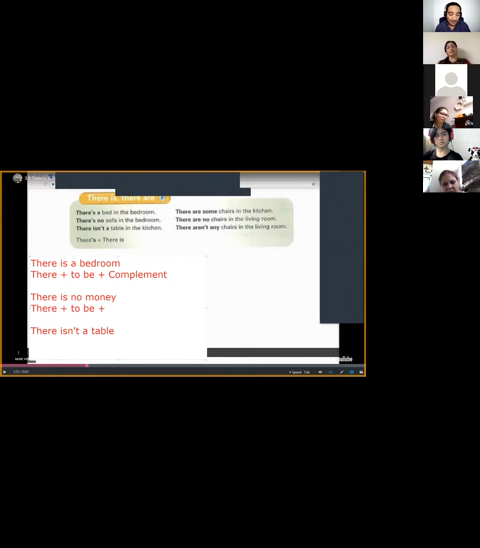 There is, there are
There's a bed in the bedroom.
There's no sofa in the bedroom.
There isn't a table in the kitchen.
There's = There is
There are some chairs in the kitchen.
There are no chairs in the living room.
There aren't any chairs in the living room.
There is a bedroom
There + to be + Complement
There is no money
There + to be +
There isn't a table